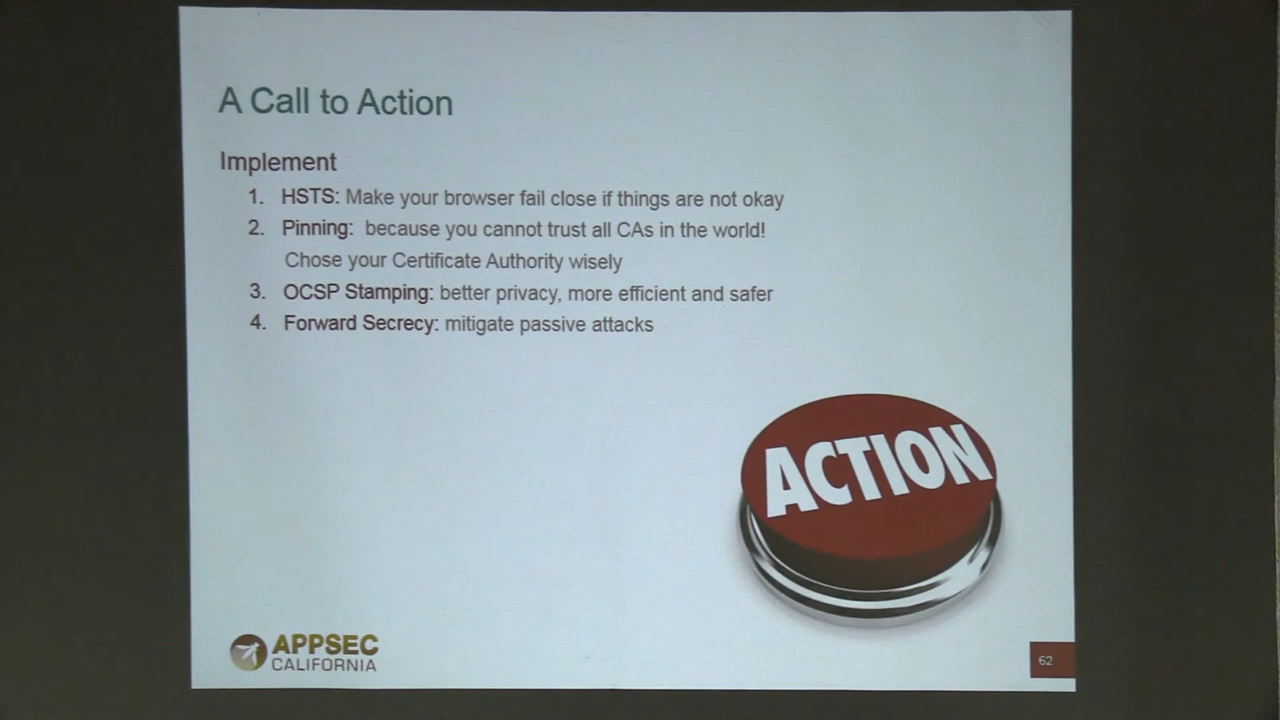 A Call to Action
Implement
1. HSTS: Make your browser fail close if things are not okay
2. Pinning: because you cannot trust all CAs in the world!
Chose your Certificate Authority wisely
3. OCSP Stamping: better privacy, more efficient and safer
4. Forward Secrecy: mitigate passive attacks
ACTION
APPSEC
CALIFORNIA
62